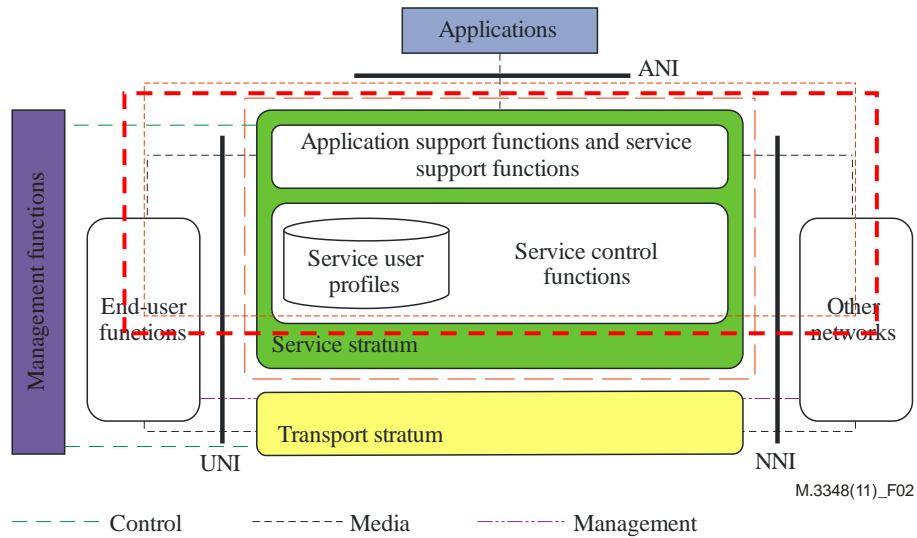 Applications
ANI
Application support functions and service
support functions
Management functions
Service user
profiles
Service control
functions
End-user
functions
Other
networks
Service stratum
Transport stratum
UNI
NNI
M.3348(11)_F02
Control
Media
Management